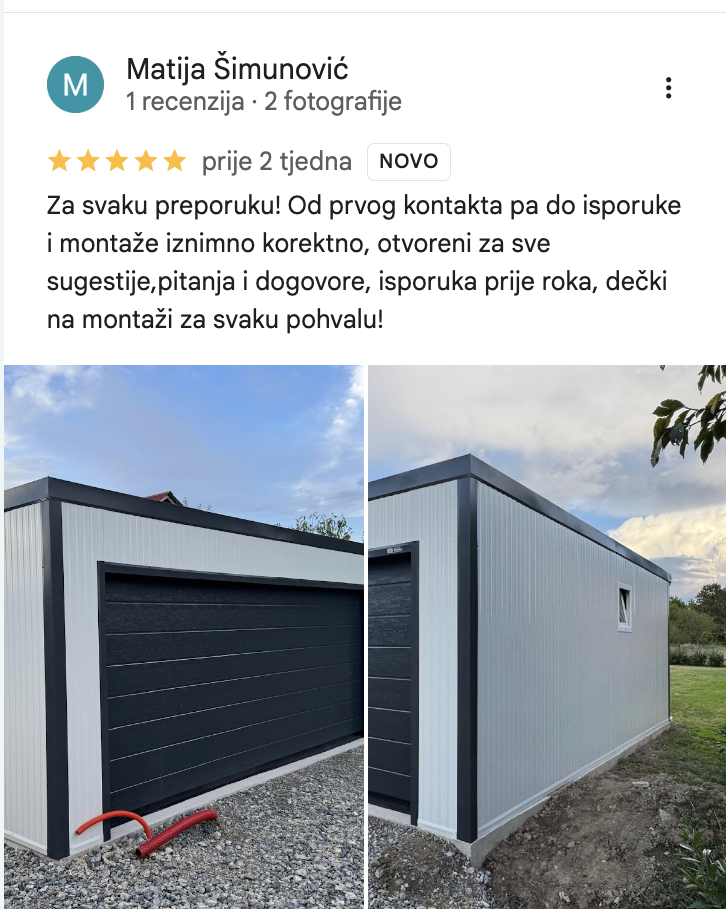 M
Matija Šimunović
1 recenzija · 2 fotografije
prije 2 tjedna NOVO
Za svaku preporuku! Od prvog kontakta pa do isporuke
i montaže iznimno korektno, otvoreni za sve
sugestije,pitanja i dogovore, isporuka prije roka, dečki
na montaži za svaku pohvalu!